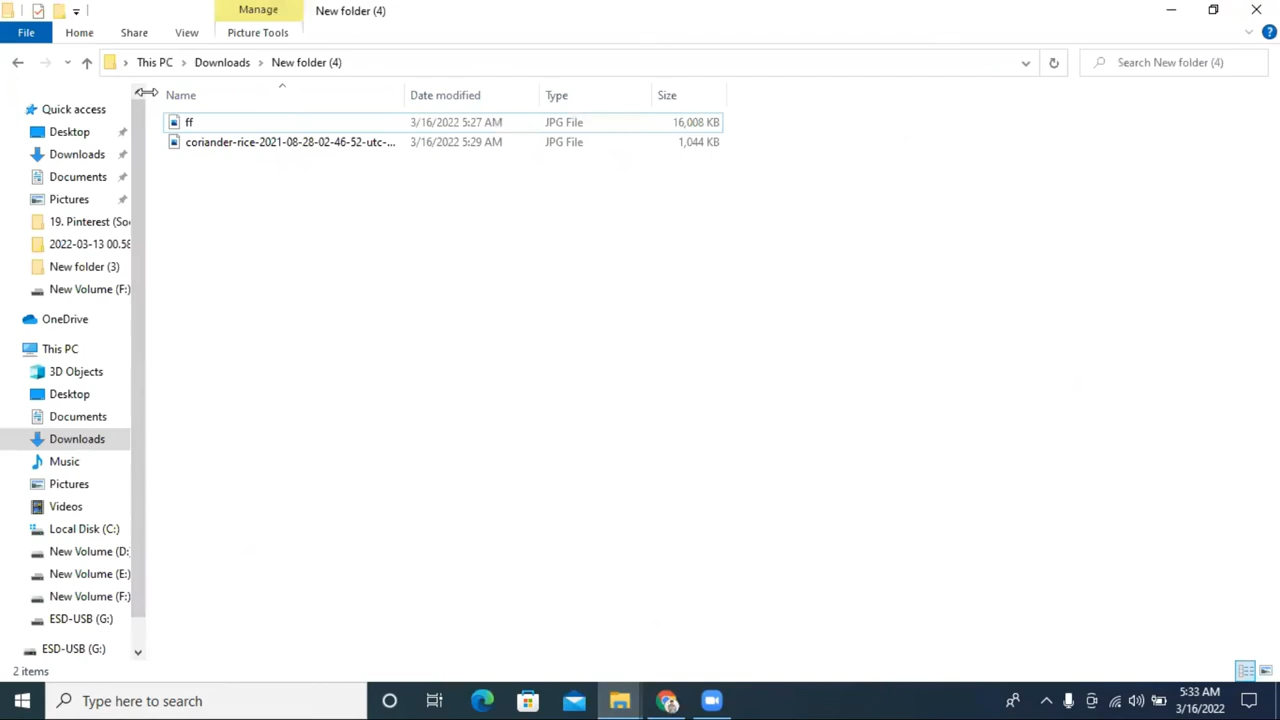 Manage
New folder (4)
File
Home
Share
View
Picture Tools
This PC
Downloads
New folder (4)
Search New folder (4)
Name
Date modified
Type
Size
ff
3/16/2022 5:27 AM
JPG File
16,008 KB
coriander-rice-2021-08-28-02-46-52-utc-...
3/16/2022 5:29 AM
JPG File
1,044 KB
Quick access
Desktop
Downloads
Documents
Pictures
19. Pinterest (So
2022-03-13 00.58
New folder (3)
New Volume (F:)
OneDrive
This PC
3D Objects
Desktop
Documents
Downloads
Music
Pictures
Videos
Local Disk (C:)
New Volume (D:
New Volume (E:)
New Volume (F:)
ESD-USB (G:)
ESD-USB (G:)
2 items
Type here to search
5:33 AM
3/16/2022